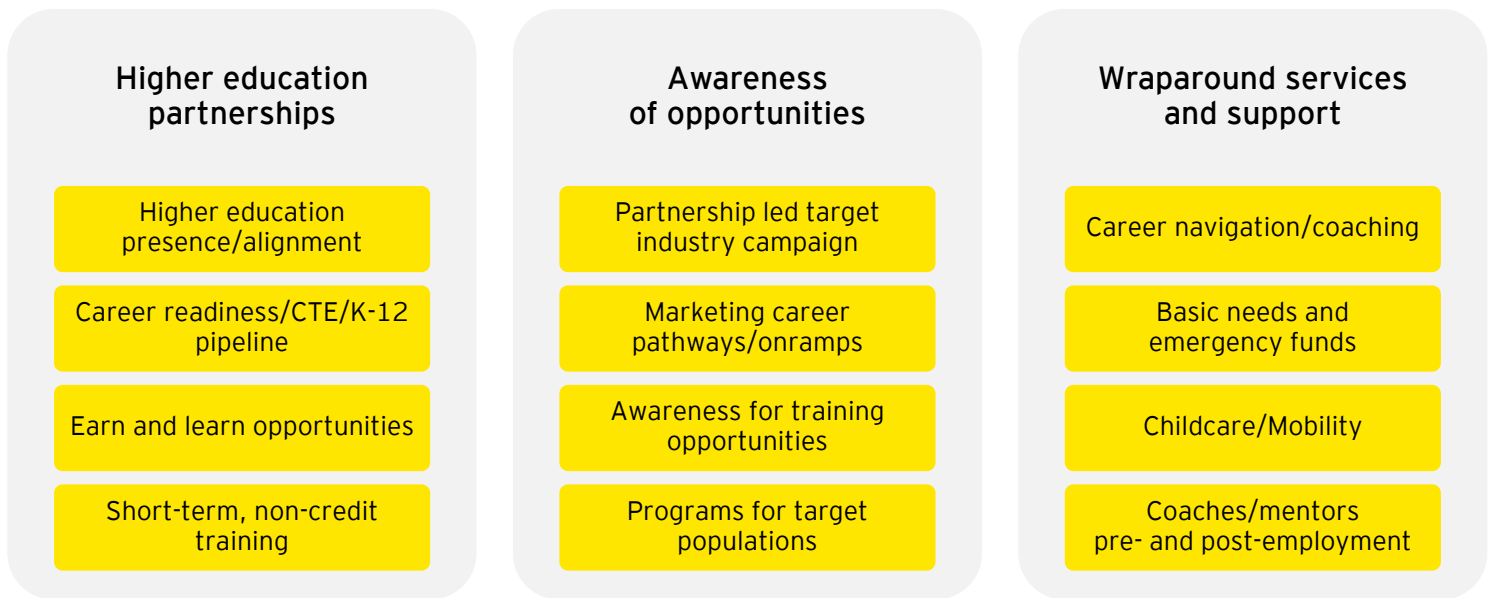 Higher education
partnerships
Higher education
presence/alignment
Career readiness/CTE/K-12
pipeline
Earn and learn opportunities
Short-term, non-credit
training
Awareness
of opportunities
Partnership led target
industry campaign
Marketing career
pathways/onramps
Awareness for training
opportunities
Programs for target
populations
Wraparound services
and support
Career navigation/coaching
Basic needs and
emergency funds
Childcare/Mobility
Coaches/mentors
pre- and post-employment